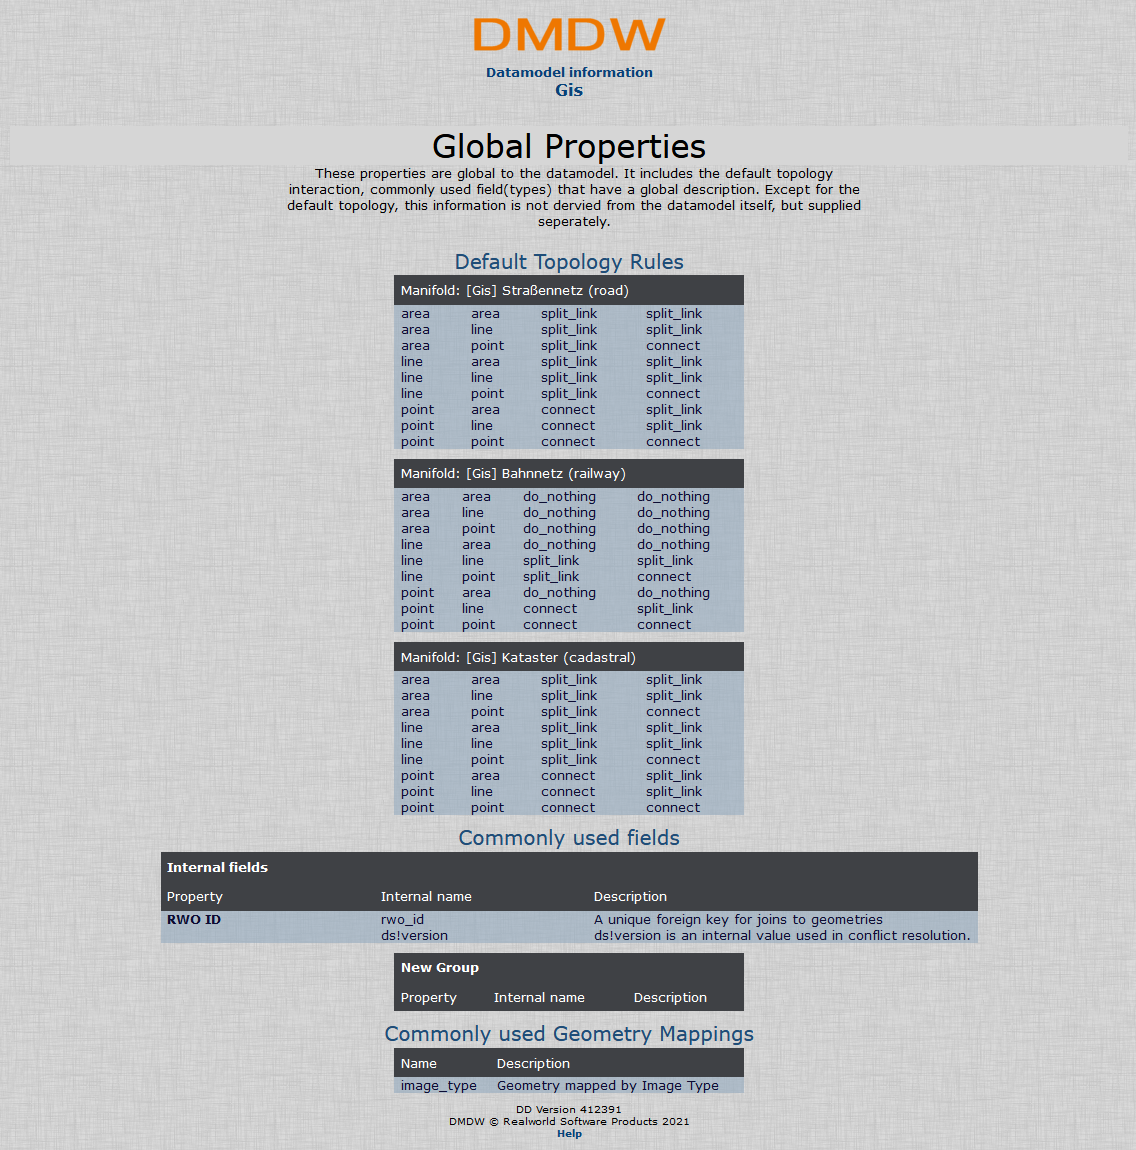 DMDW
Datamodel information
Gis
Global Properties
These properties are global to the datamodel. It includes the default topology
interaction, commonly used field(types) that have a global description. Except for the
default topology, this information is not dervied from the datamodel itself, but supplied
seperately.
Default Topology Rules
Manifold: [Gis] Straßennetz (road)
area area split_link split_link
area line split_link split_link
area point split_link connect
line area split_link split_link
line line split_link split_link
line point split_link connect
point area connect split_link
point line connect split_link
point point connect connect
Manifold: [Gis] Bahnnetz (railway)
area area do_nothing do_nothing
area line do_nothing do_nothing
area point do_nothing do_nothing
line area do_nothing do_nothing
line line split_link split_link
line point split_link connect
point area do_nothing do_nothing
point line connect split_link
point point connect connect
Manifold: [Gis] Kataster (cadastral)
area area split_link split_link
area line split_link split_link
area point split_link connect
line area split_link split_link
line line split_link split_link
line point split_link connect
point area connect split_link
point line connect split_link
point point connect connect
Commonly used fields
Internal fields
Property Internal name Description
RWO ID rwo_id A unique foreign key for joins to geometries
ds!version ds!version is an internal value used in conflict resolution.
New Group
Property Internal name Description
Commonly used Geometry Mappings
Name Description
image_type Geometry mapped by Image Type
DD Version 412391
DMDW © Realworld Software Products 2021
Help